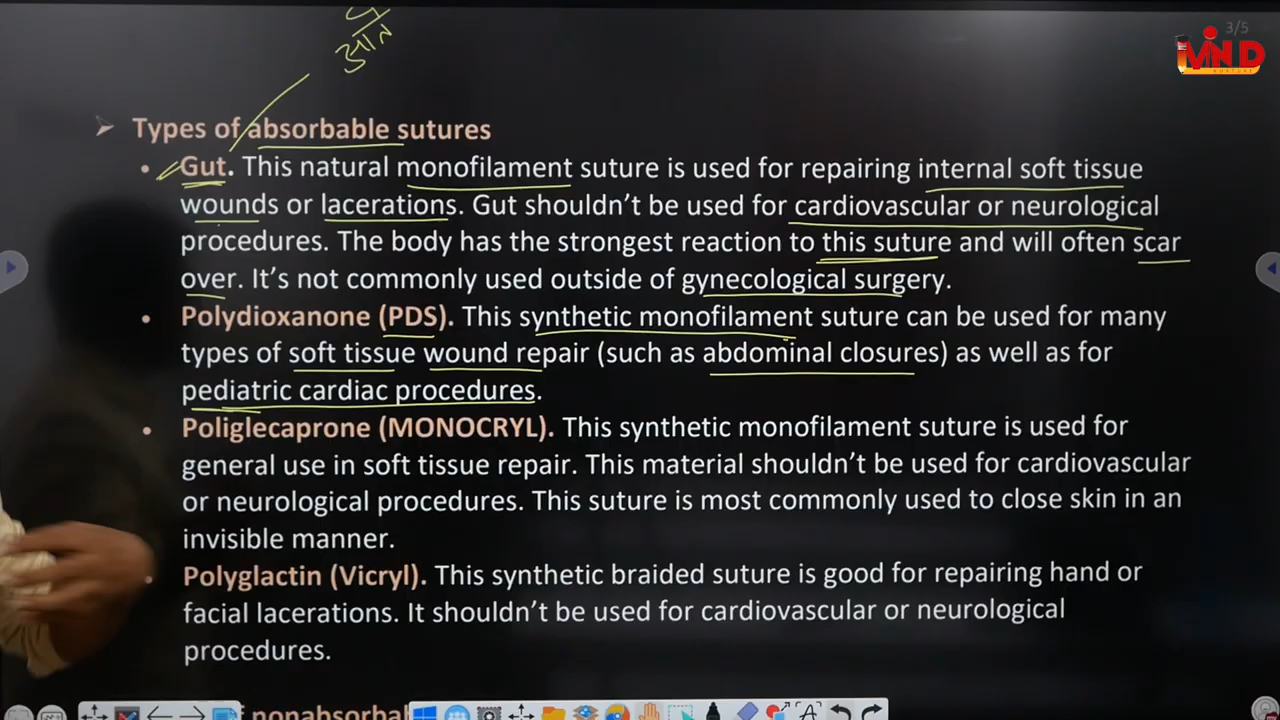 आंत
3/5
MIND
➤ Types of absorbable sutures
• Gut. This natural monofilament suture is used for repairing internal soft tissue
wounds or lacerations. Gut shouldn’t be used for cardiovascular or neurological
procedures. The body has the strongest reaction to this suture and will often scar
over. It’s not commonly used outside of gynecological surgery.
• Polydioxanone (PDS). This synthetic monofilament suture can be used for many
types of soft tissue wound repair (such as abdominal closures) as well as for
pediatric cardiac procedures.
• Poliglecaprone (MONOCRYL). This synthetic monofilament suture is used for
general use in soft tissue repair. This material shouldn’t be used for cardiovascular
or neurological procedures. This suture is most commonly used to close skin in an
invisible manner.
• Polyglactin (Vicryl). This synthetic braided suture is good for repairing hand or
facial lacerations. It shouldn’t be used for cardiovascular or neurological
procedures.